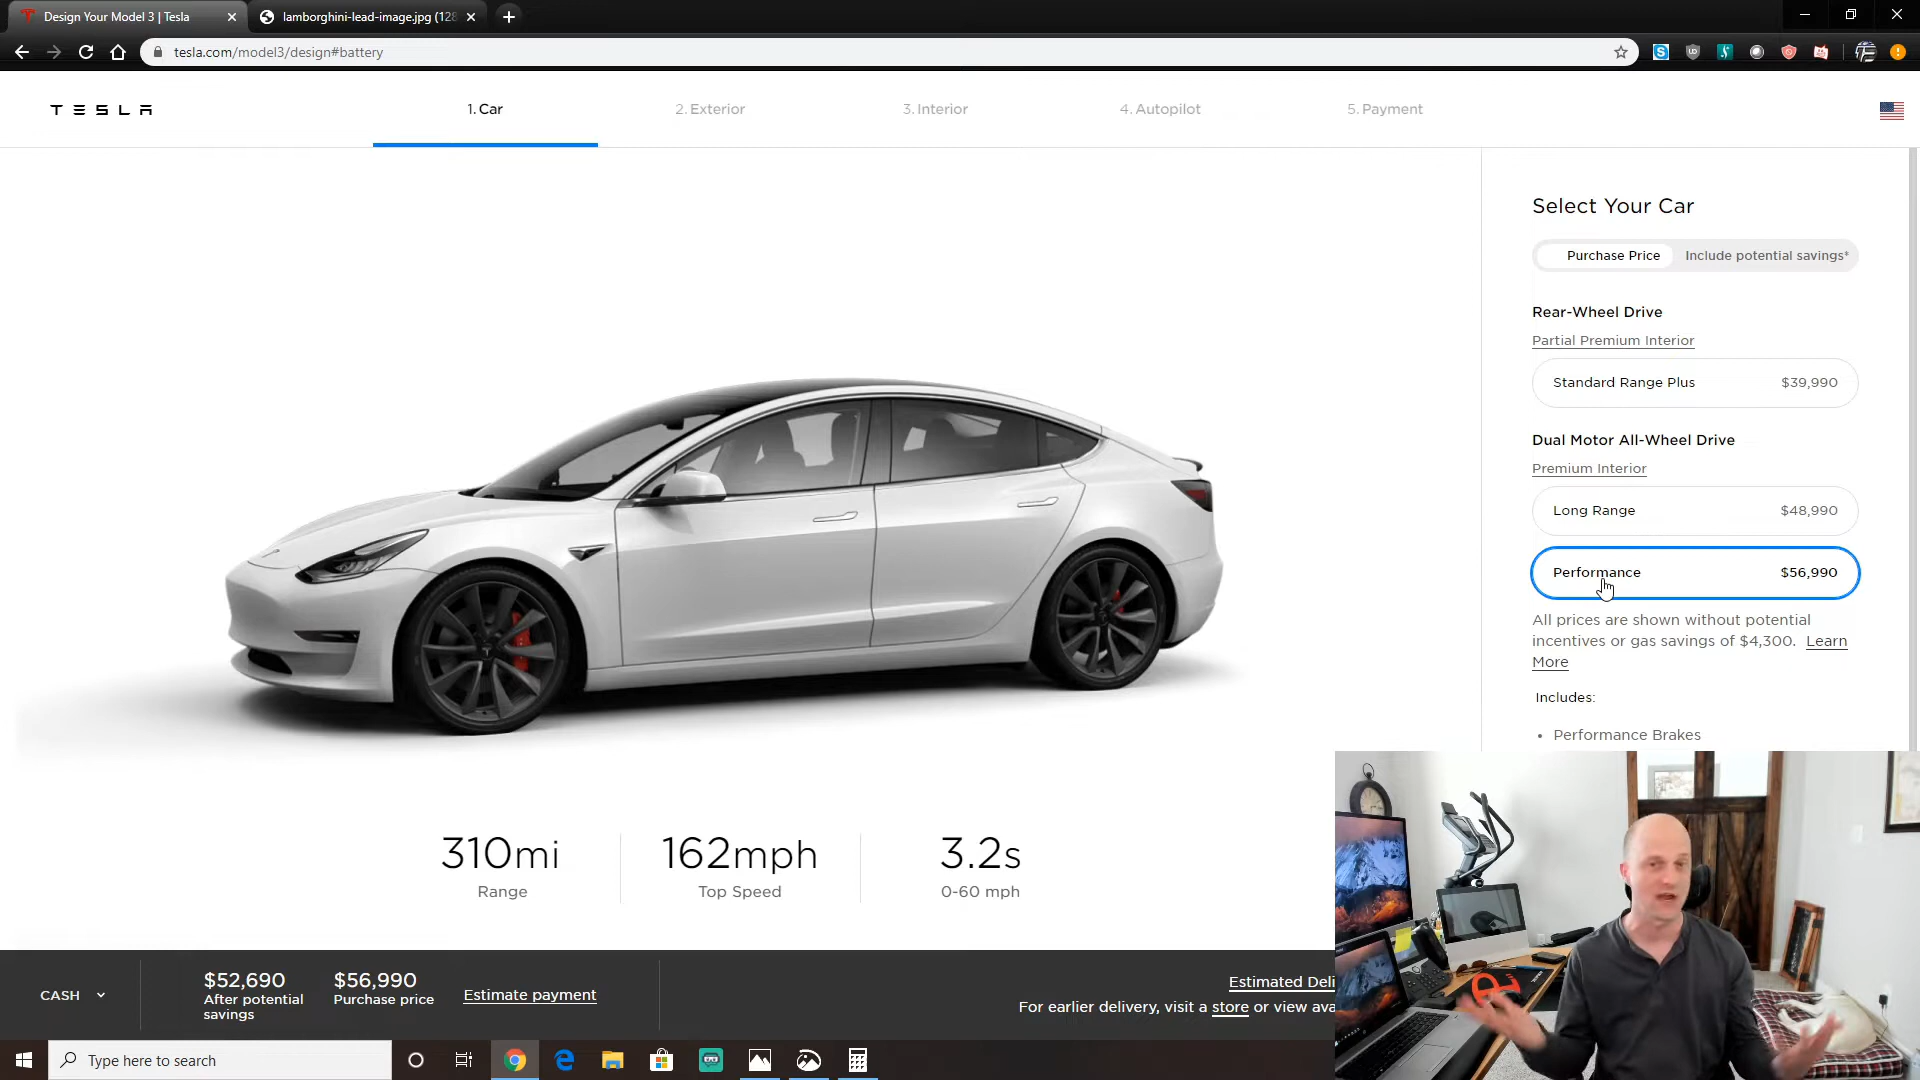 Design Your Model 3 | Tesla
lamborghini-lead-image.jpg (128
tesla.com/model3/design#battery
TESLA
1. Car
2. Exterior
3. Interior
4. Autopilot
5. Payment
Select Your Car
Purchase Price
Include potential savings*
Rear-Wheel Drive
Partial Premium Interior
Standard Range Plus $39,990
Dual Motor All-Wheel Drive
Premium Interior
Long Range $48,990
Performance $56,990
All prices are shown without potential
incentives or gas savings of $4,300. Learn
More
Includes:
• Performance Brakes
310mi
Range
162mph
Top Speed
3.2s
0-60 mph
CASH
$52,690
After potential
savings
$56,990
Purchase price
Estimate payment
Estimated Deli
For earlier delivery, visit a store or view ava
Type here to search